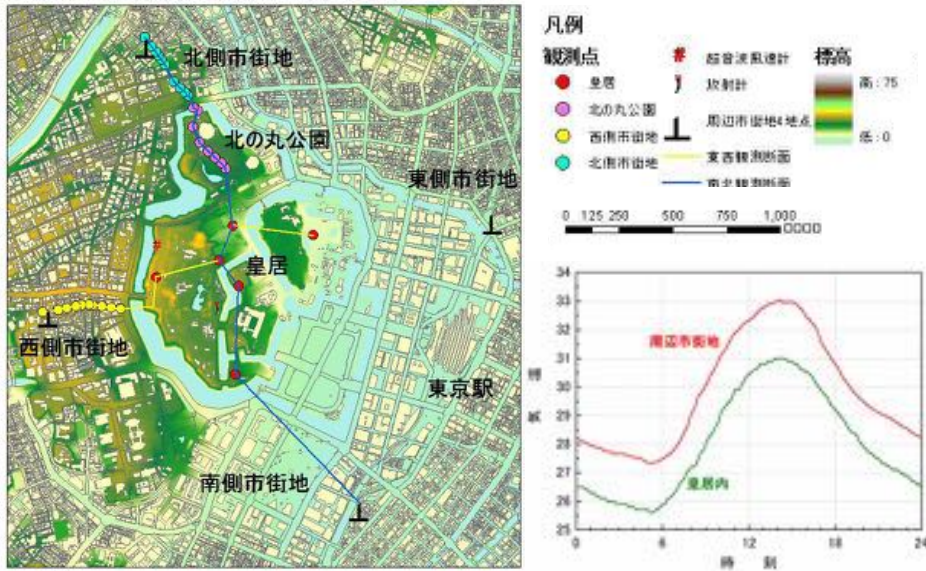 北側市街地
北の丸公園
東側市街地
皇居
西側市街地
東京駅
南側市街地
凡例
観測点
皇居
北の丸公園
西側市街地
北側市街地
超音波風速計
放射計
周辺市街地4地点
東西観測断面
南北観測断面
標高
高:75
低:0
0 125 250 500 750 1,000
気温
34
33
32
31
30
29
28
27
26
25
周辺市街地
皇居内
0 6 12 18 24
時刻